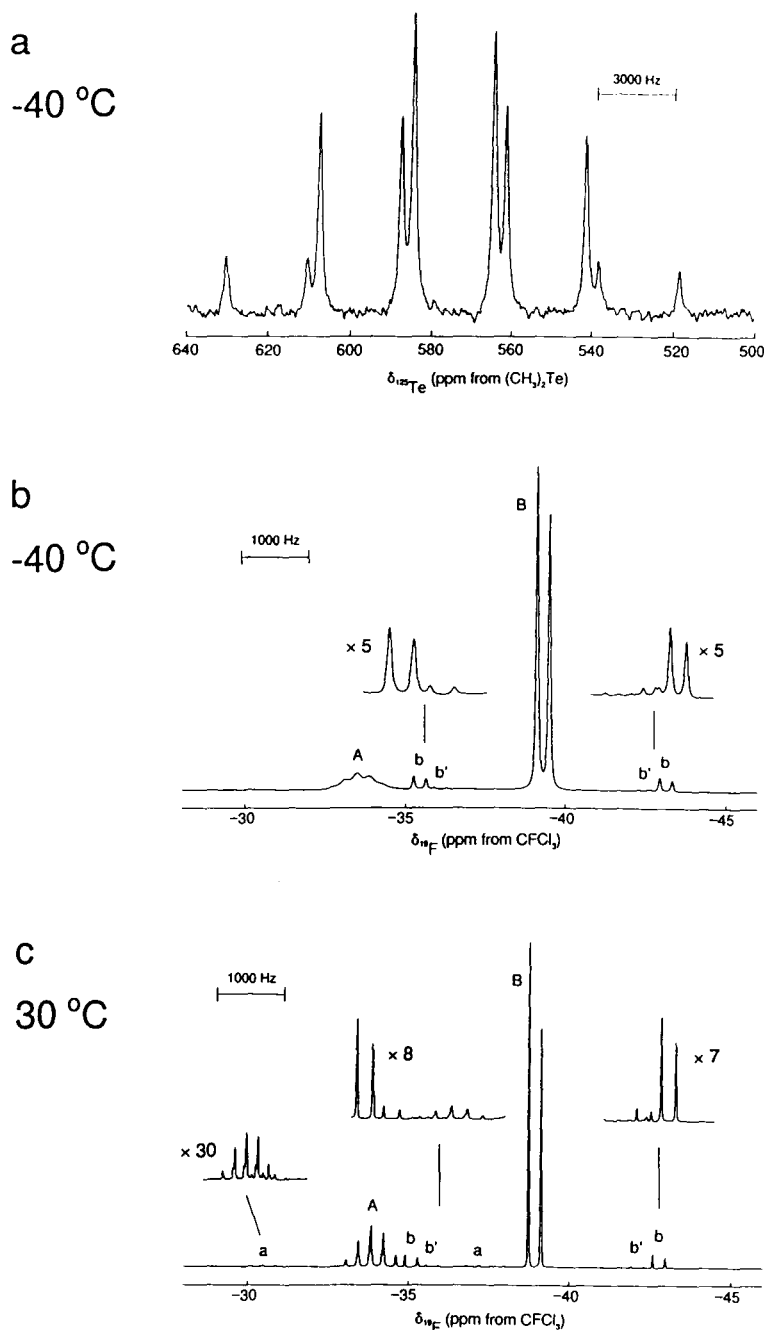 a
-40 °C
3000 Hz
640 620 600 580 560 540 520 500
δ₁₂₅Te (ppm from (CH₃)₂Te)
b
-40 °C
1000 Hz
B
× 5
× 5
A
b
b'
b'
b
-30 -35 -40 -45
δ₁₉F (ppm from CFCl₃)
c
30 °C
1000 Hz
B
× 8
× 7
× 30
A
a
b
b'
a
b'
b
-30 -35 -40 -45
δ₁₉F (ppm from CFCl₃)